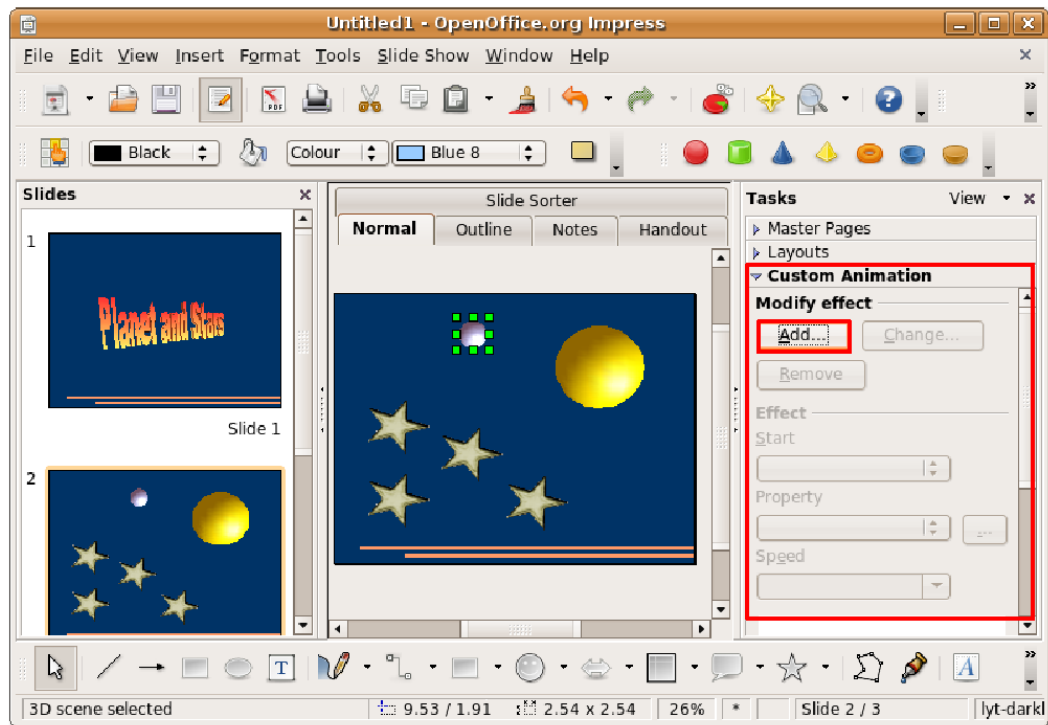 Untitled1 - OpenOffice.org Impress
File Edit View Insert Format Tools Slide Show Window Help
PDF
Black Colour Blue 8
Slides
1
Planet and Stars
Slide 1
2
Slide Sorter
Normal Outline Notes Handout
Tasks View
Master Pages
Layouts
Custom Animation
Modify effect
Add... Change...
Remove
Effect
Start
Property
...
Speed
T A
3D scene selected 9.53 / 1.91 2.54 x 2.54 26% * Slide 2 / 3 lyt-darkl